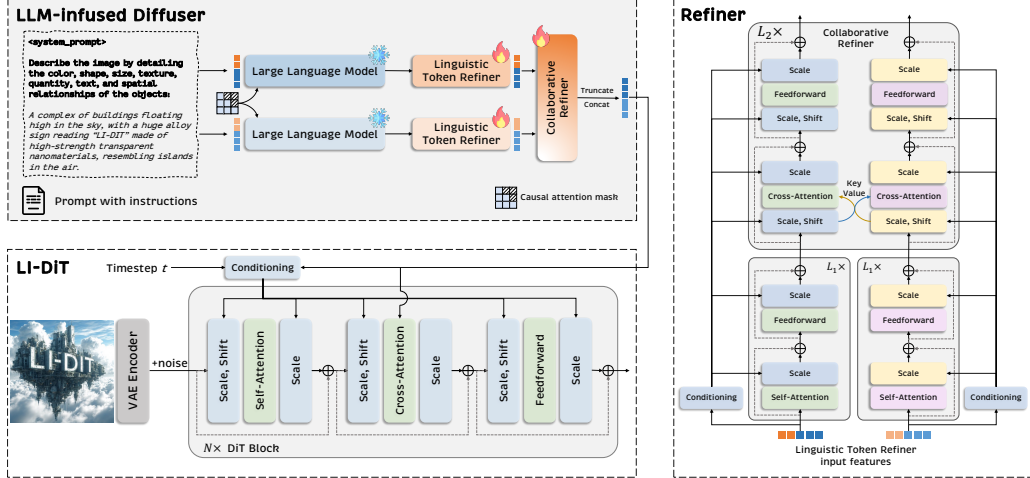 LLM-infused Diffuser
<system_prompt>
Describe the image by detailing
the color, shape, size, texture,
quantity, text, and spatial
relationships of the objects:
A complex of buildings floating
high in the sky, with a huge alloy
sign reading "LI-DIT" made of
high-strength transparent
nanomaterials, resembling islands
in the air.
Prompt with instructions
Large Language Model
Linguistic
Token Refiner
Large Language Model
Linguistic
Token Refiner
Collaborative
Refiner
Truncate
Concat
Causal attention mask
LI-DiT
Timestep t
Conditioning
LI-DIT
VAE Encoder
+noise
Scale, Shift
Self-Attention
Scale
Scale, Shift
Cross-Attention
Scale
Scale, Shift
Feedforward
Scale
N× DiT Block
Refiner
L₂×
Collaborative
Refiner
Scale
Scale
Feedforward
Feedforward
Scale, Shift
Scale, Shift
Scale
Scale
Key
Value
Cross-Attention
Cross-Attention
Scale, Shift
Scale, Shift
L₁×
L₁×
Scale
Scale
Feedforward
Feedforward
Scale
Scale
Conditioning
Self-Attention
Self-Attention
Conditioning
Linguistic Token Refiner
input features